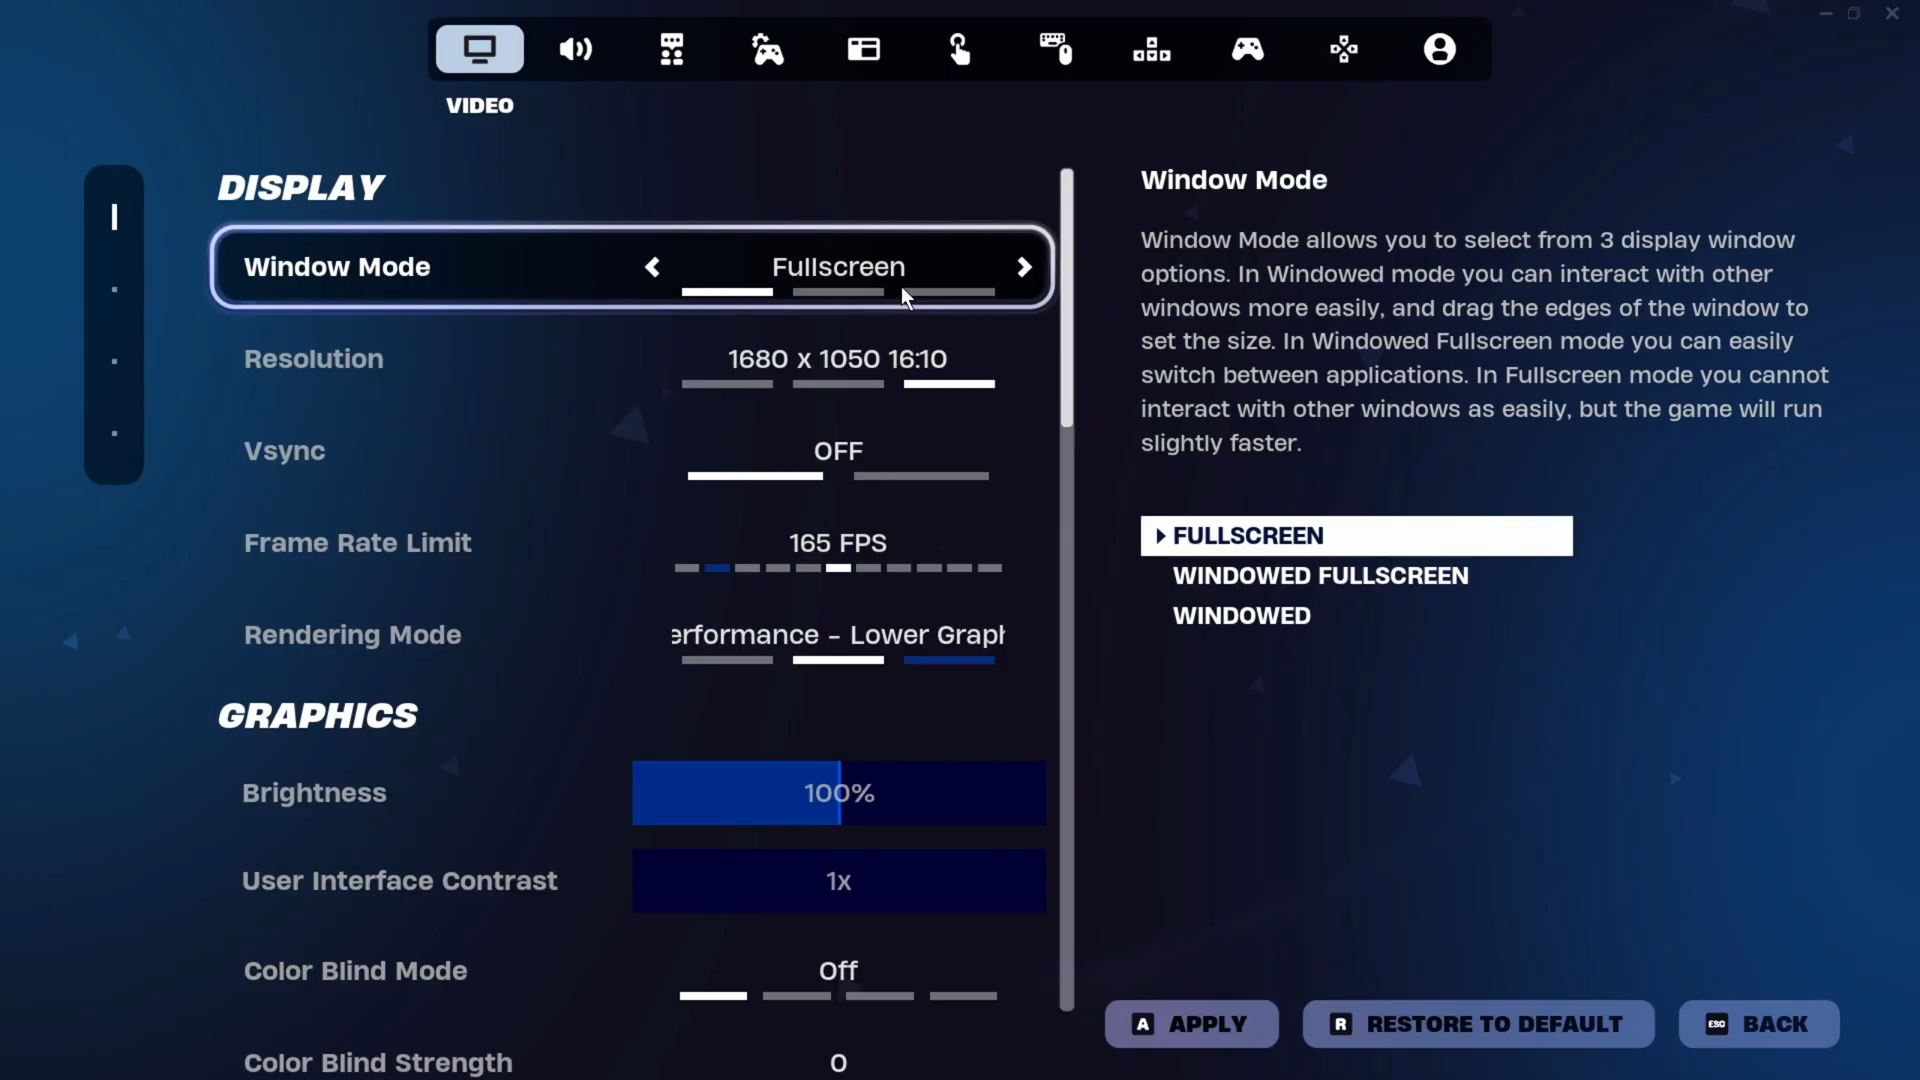 VIDEO
DISPLAY
Window Mode
Fullscreen
Resolution
1680 x 1050 16:10
Vsync
OFF
Frame Rate Limit
165 FPS
Rendering Mode
erformance - Lower Graph
GRAPHICS
Brightness
100%
User Interface Contrast
1x
Color Blind Mode
Off
Color Blind Strength
0
Window Mode
Window Mode allows you to select from 3 display window
options. In Windowed mode you can interact with other
windows more easily, and drag the edges of the window to
set the size. In Windowed Fullscreen mode you can easily
switch between applications. In Fullscreen mode you cannot
interact with other windows as easily, but the game will run
slightly faster.
FULLSCREEN
WINDOWED FULLSCREEN
WINDOWED
A APPLY
R RESTORE TO DEFAULT
ESC BACK